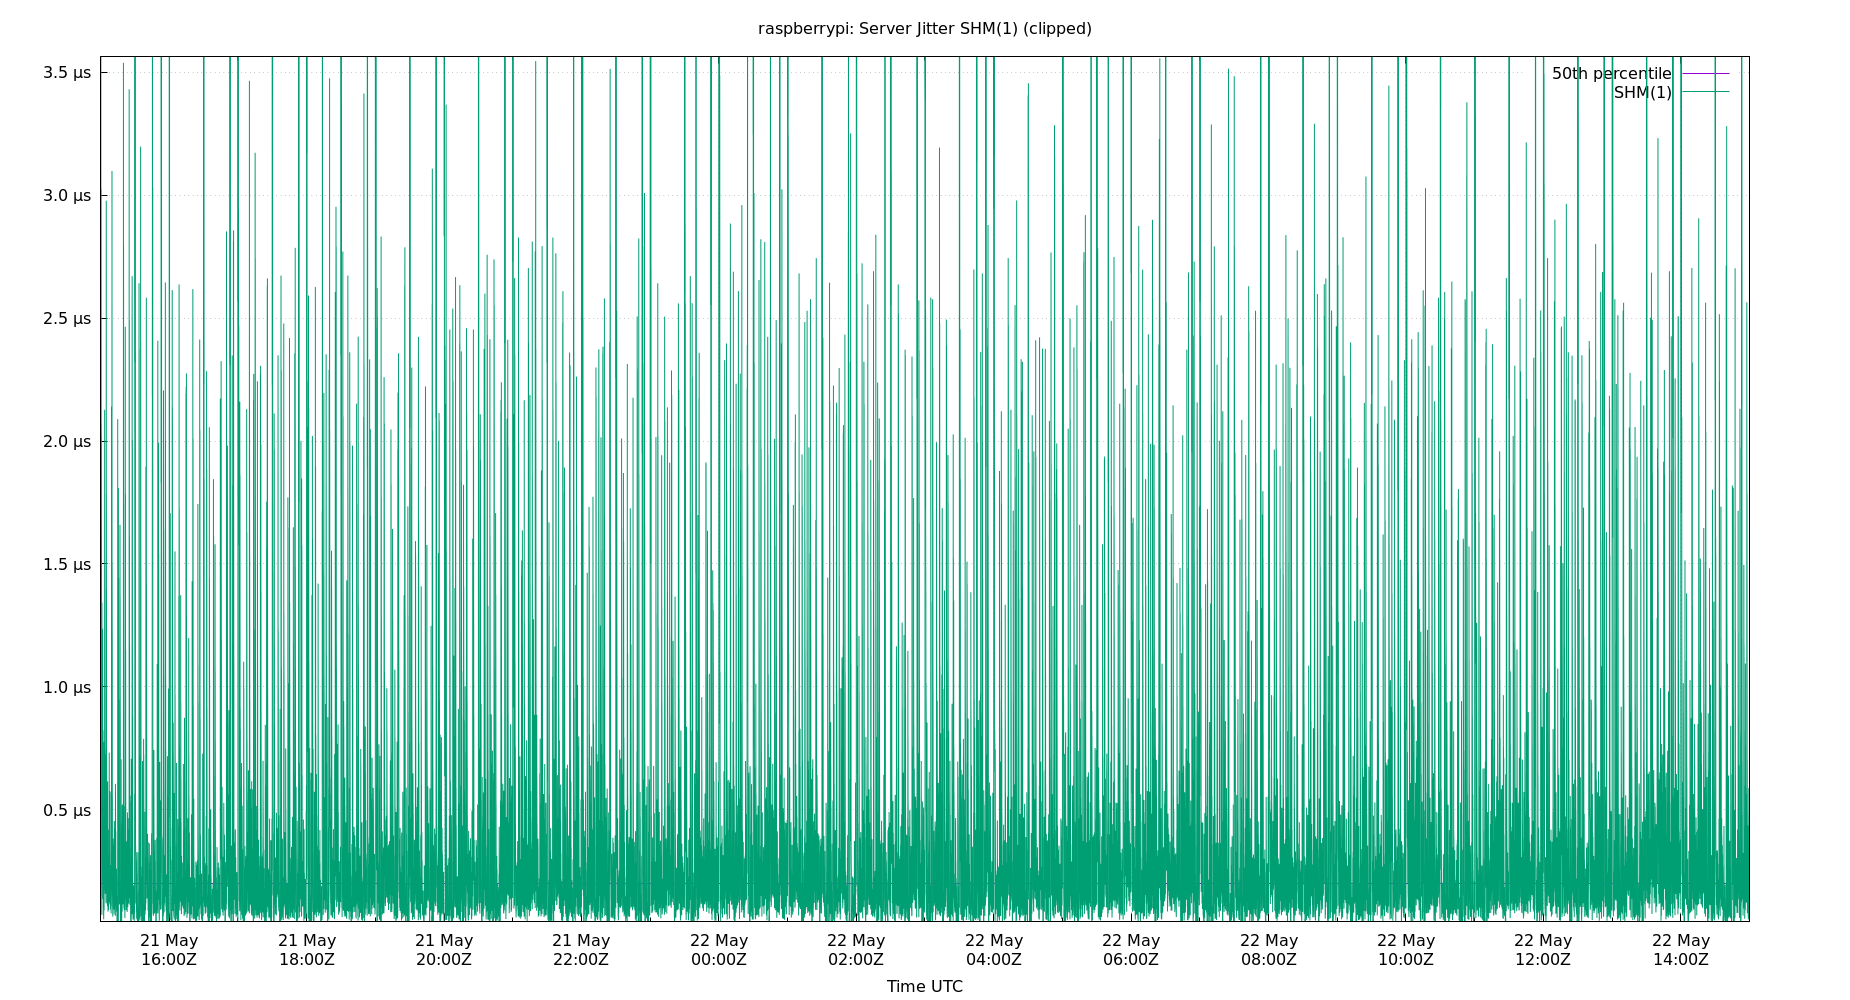 raspberrypi: Server Jitter SHM(1) (clipped)
3.5 µs
3.0 µs
2.5 µs
2.0 µs
1.5 µs
1.0 µs
0.5 µs
50th percentile
SHM(1)
21 May 21 May 21 May 21 May 22 May 22 May 22 May 22 May 22 May 22 May 22 May 22 May
16:00Z 18:00Z 20:00Z 22:00Z 00:00Z 02:00Z 04:00Z 06:00Z 08:00Z 10:00Z 12:00Z 14:00Z
Time UTC